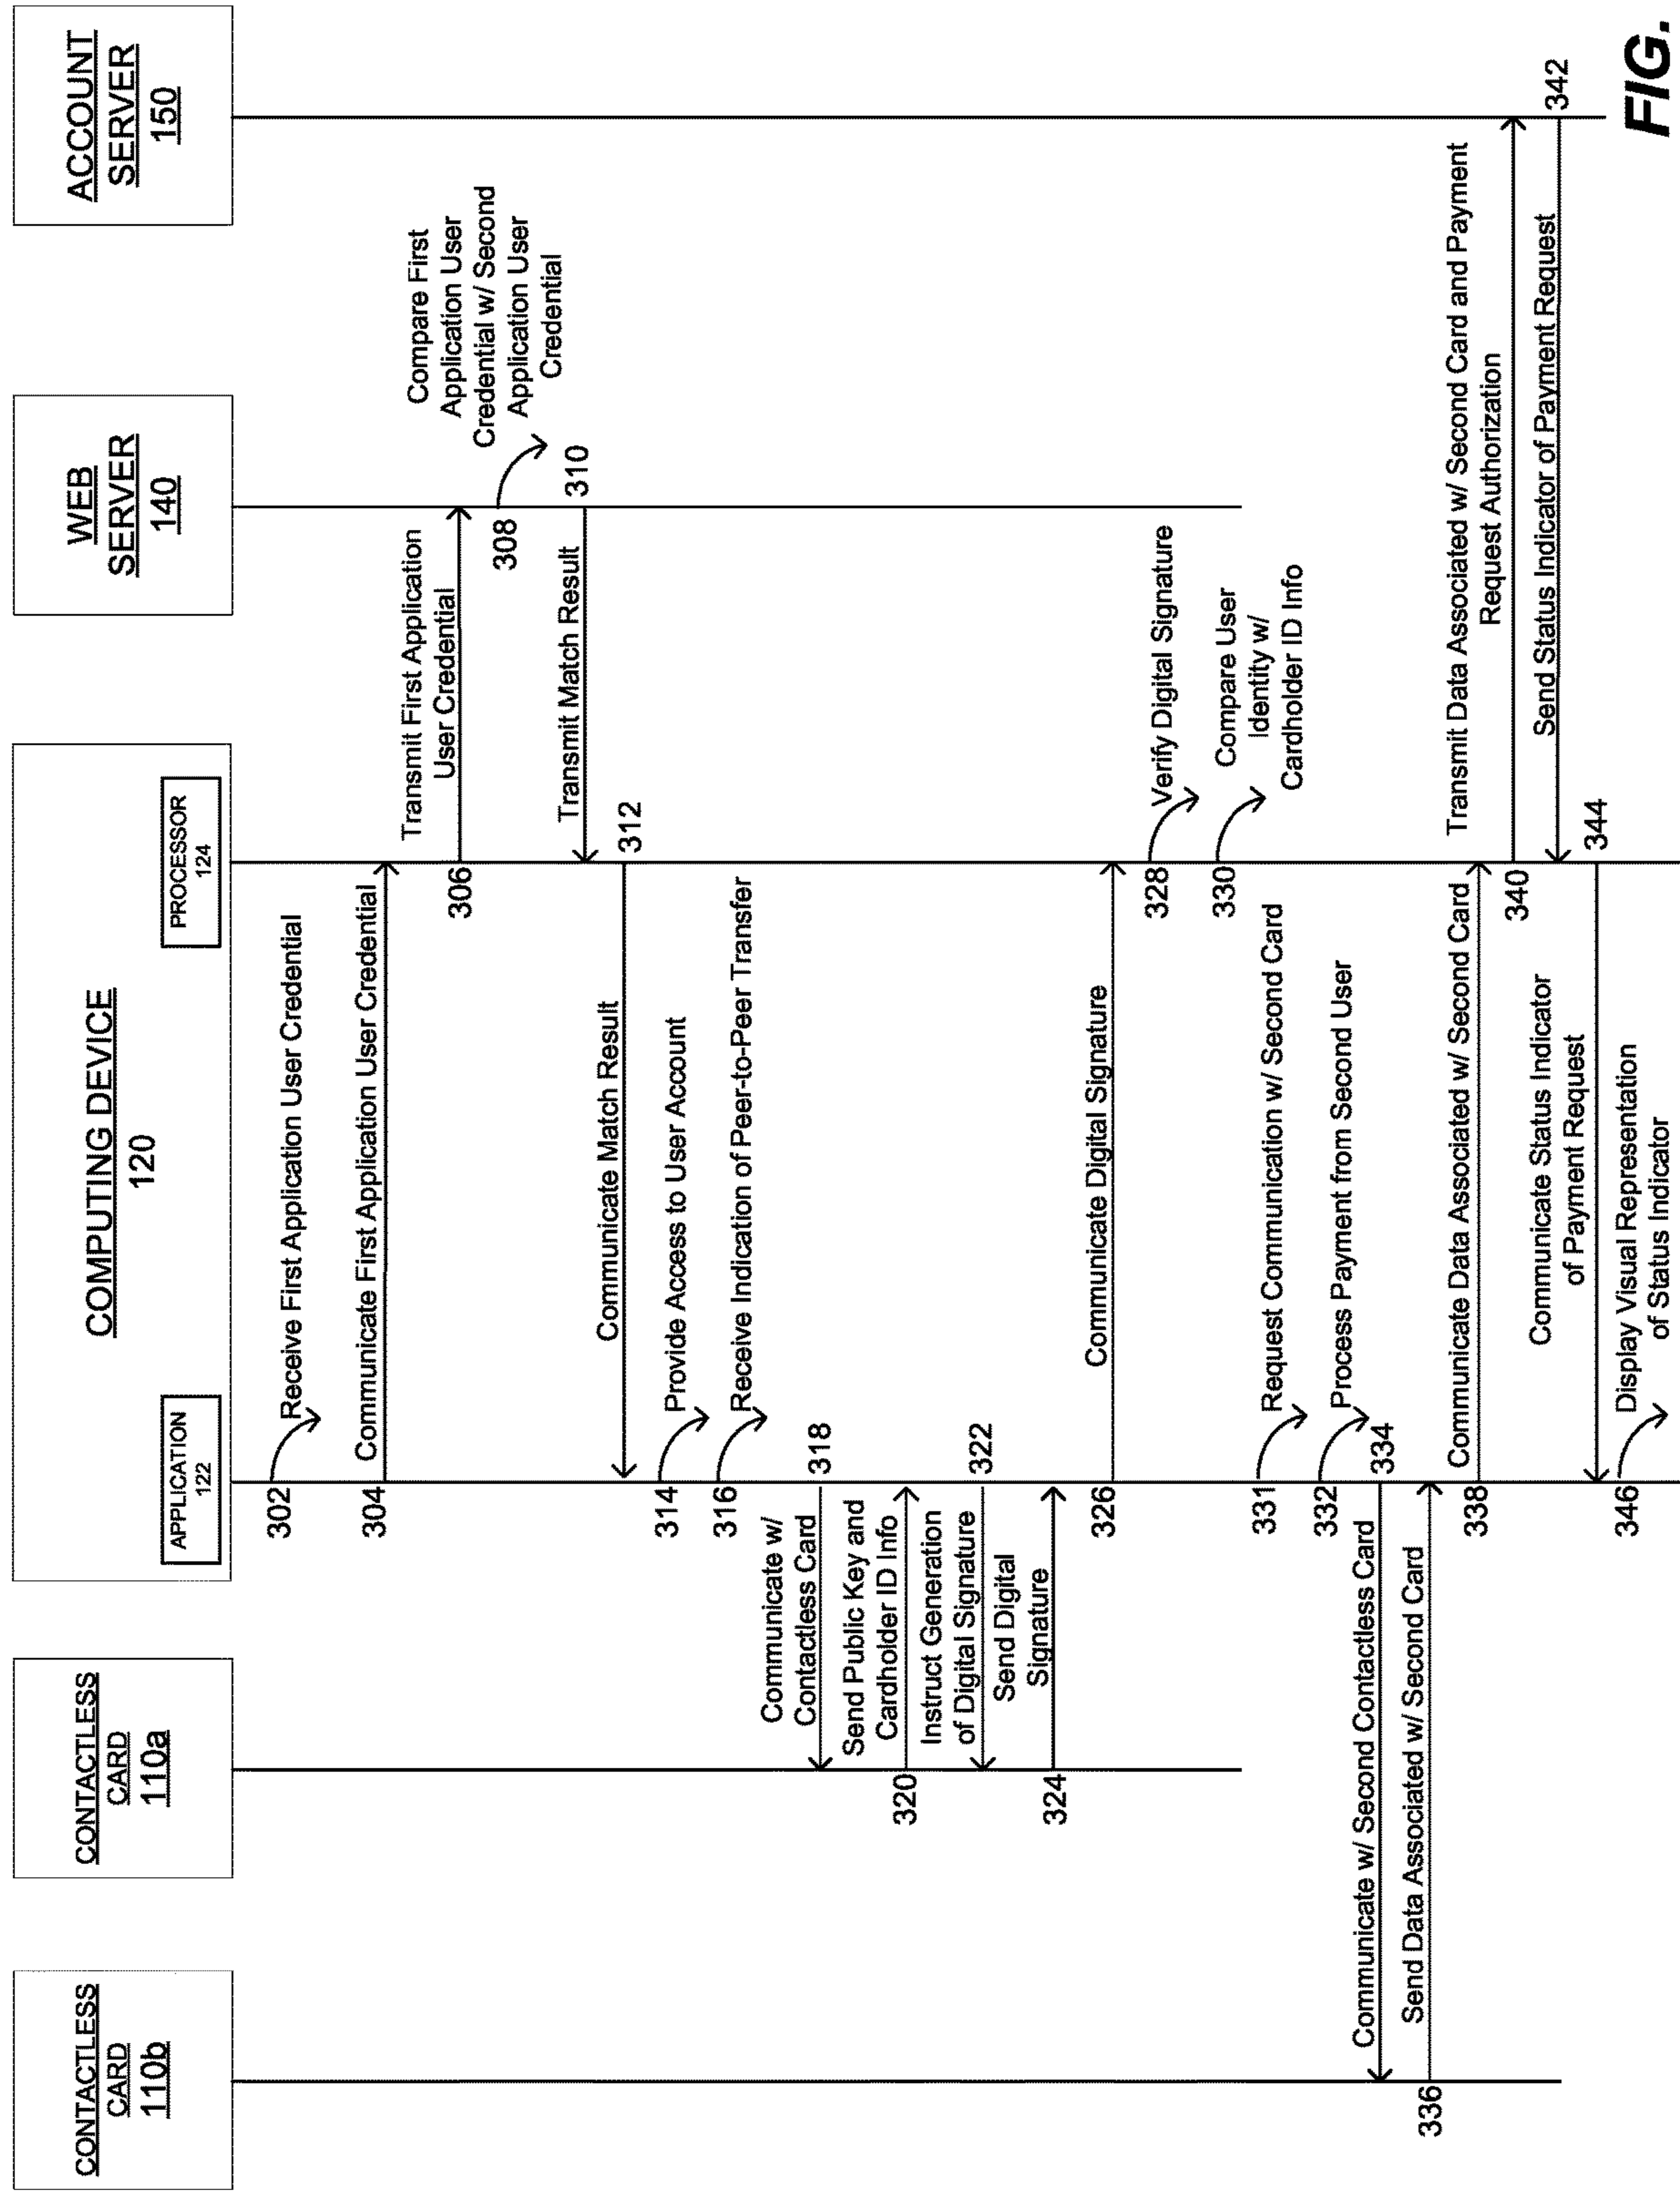 CONTACTLESS
CARD
110b
CONTACTLESS
CARD
110a
COMPUTING DEVICE
120
APPLICATION
122
PROCESSOR
124
WEB
SERVER
140
ACCOUNT
SERVER
150
302
Receive First Application User Credential
304
Communicate First Application User Credential
306
Transmit First Application
User Credential
308
Compare First
Application User
Credential w/ Second
Application User
Credential
310
Transmit Match Result
312
Communicate Match Result
314
Provide Access to User Account
316
Receive Indication of Peer-to-Peer Transfer
318
Communicate w/
Contactless Card
320
Send Public Key and
Cardholder ID Info
322
Instruct Generation
of Digital Signature
324
Send Digital
Signature
326
Communicate Digital Signature
328
Verify Digital Signature
330
Compare User
Identity w/
Cardholder ID Info
331
Request Communication w/ Second Card
332
Process Payment from Second User
334
Communicate w/ Second Contactless Card
336
Send Data Associated w/ Second Card
338
Communicate Data Associated w/ Second Card
340
Transmit Data Associated w/ Second Card and Payment
Request Authorization
342
Send Status Indicator of Payment Request
344
Communicate Status Indicator
of Payment Request
346
Display Visual Representation
of Status Indicator
FIG.